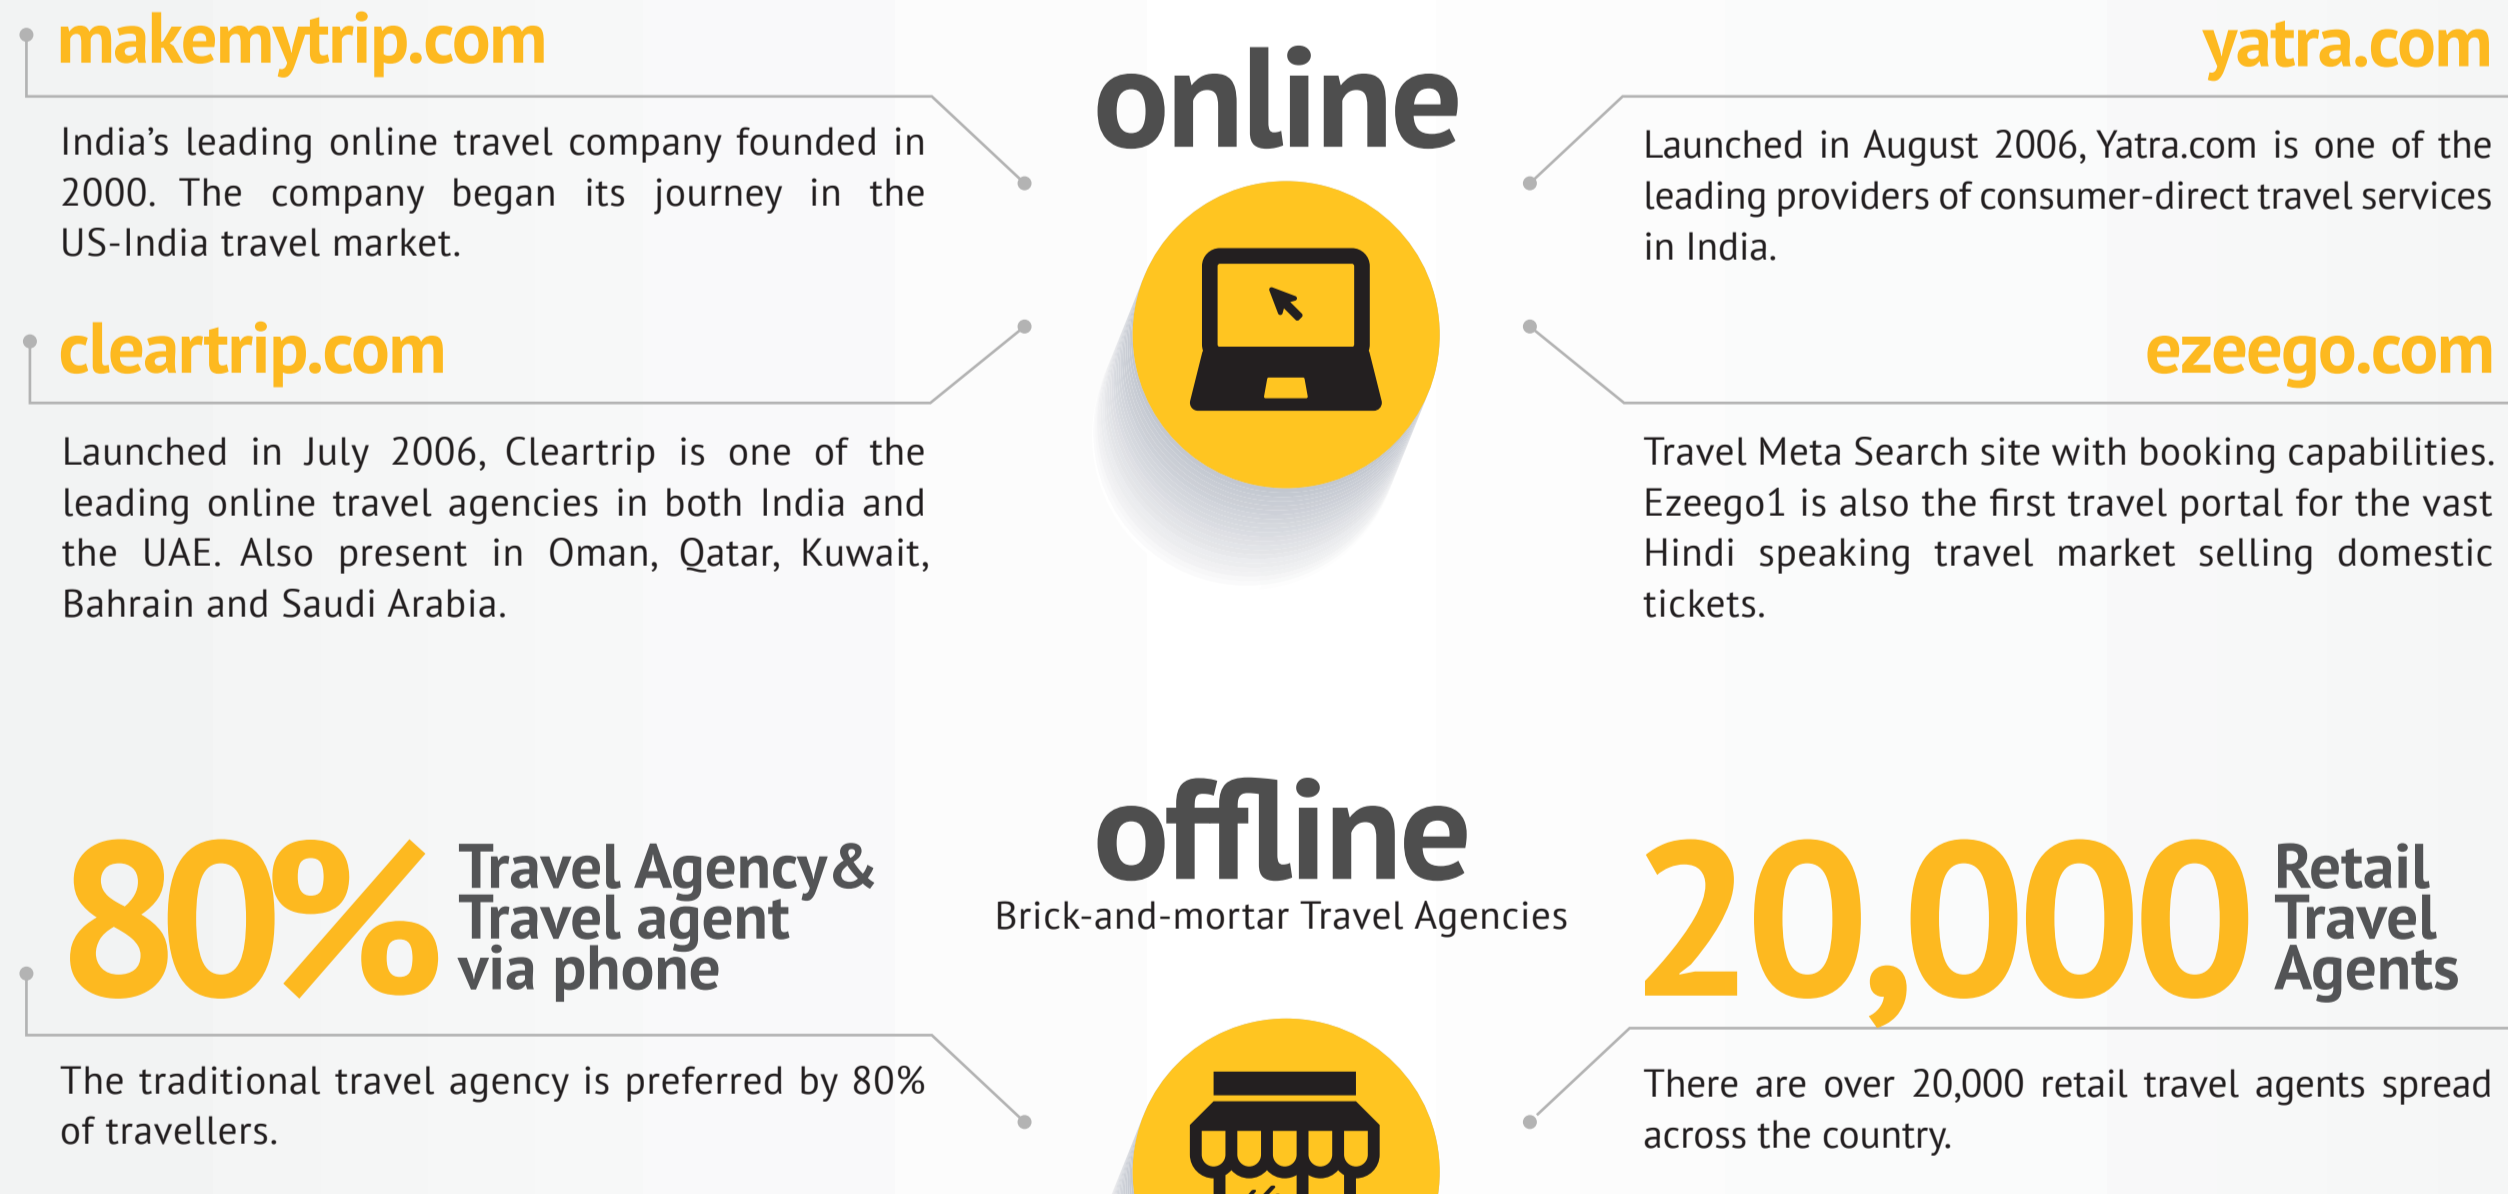 makemytrip.com
India's leading online travel company founded in
2000. The company began its journey in the
US-India travel market.
cleartrip.com
Launched in July 2006, Cleartrip is one of the
leading online travel agencies in both India and
the UAE. Also present in Oman, Qatar, Kuwait,
Bahrain and Saudi Arabia.
online
yatra.com
Launched in August 2006, Yatra.com is one of the
leading providers of consumer-direct travel services
in India.
ezeego.com
Travel Meta Search site with booking capabilities.
Ezeego1 is also the first travel portal for the vast
Hindi speaking travel market selling domestic
tickets.
80%
Travel Agency&
Travel agent
via phone
The traditional travel agency is preferred by 80%
of travellers.
offline
Brick-and-mortar Travel Agencies
20,000
Retail
Travel
Agents
There are over 20,000 retail travel agents spread
across the country.